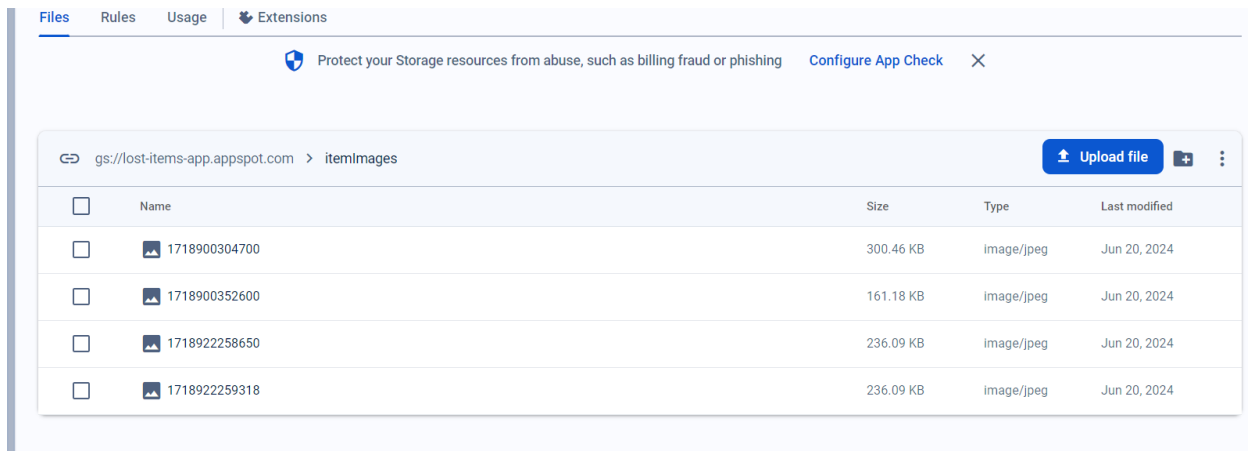 Files Rules Usage Extensions
Protect your Storage resources from abuse, such as billing fraud or phishing Configure App Check
gs://lost-items-app.appspot.com > itemImages Upload file
Name Size Type Last modified
1718900304700 300.46 KB image/jpeg Jun 20, 2024
1718900352600 161.18 KB image/jpeg Jun 20, 2024
1718922258650 236.09 KB image/jpeg Jun 20, 2024
1718922259318 236.09 KB image/jpeg Jun 20, 2024